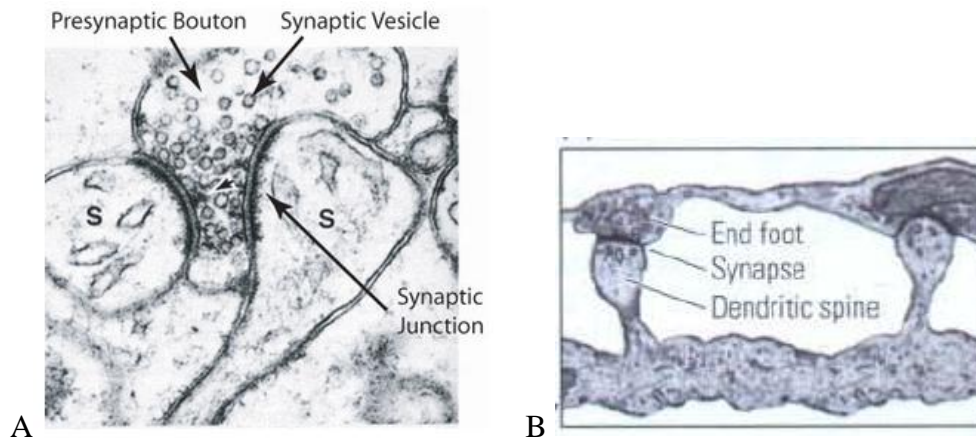 Presynaptic Bouton
Synaptic Vesicle
S
S
Synaptic
Junction
A
End foot
Synapse
Dendritic spine
B